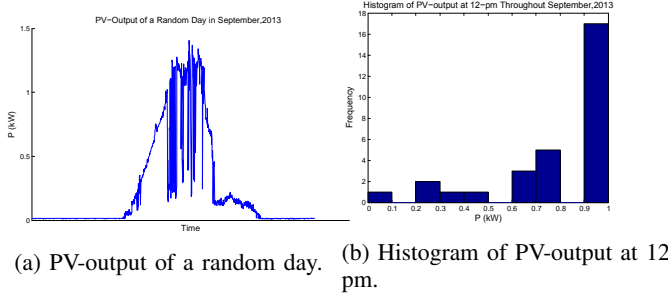 PV-Output of a Random Day in September,2013
1.5
1
0.5
0
P (kW)
Time
(a) PV-output of a random day.
Histogram of PV-output at 12-pm Throughout September,2013
18
16
14
12
10
8
6
4
2
0
Frequency
0 0.1 0.2 0.3 0.4 0.5 0.6 0.7 0.8 0.9 1
P (kW)
(b) Histogram of PV-output at 12
pm.